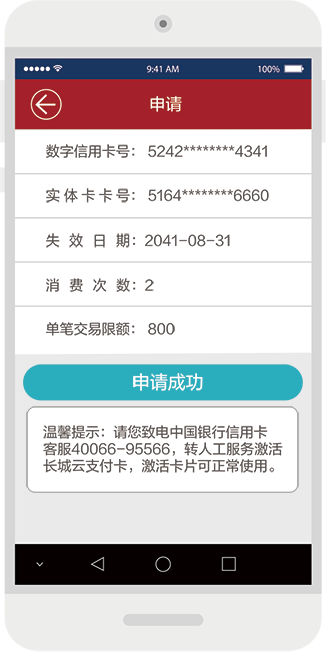 9:41 AM 100%
申请
数字信用卡号： 5242********4341
实体卡卡号： 5164********6660
失效日期：2041-08-31
消费次数：2
单笔交易限额： 800
申请成功
温馨提示：请您致电中国银行信用卡
客服40066-95566，转人工服务激活
长城云支付卡，激活卡片可正常使用。